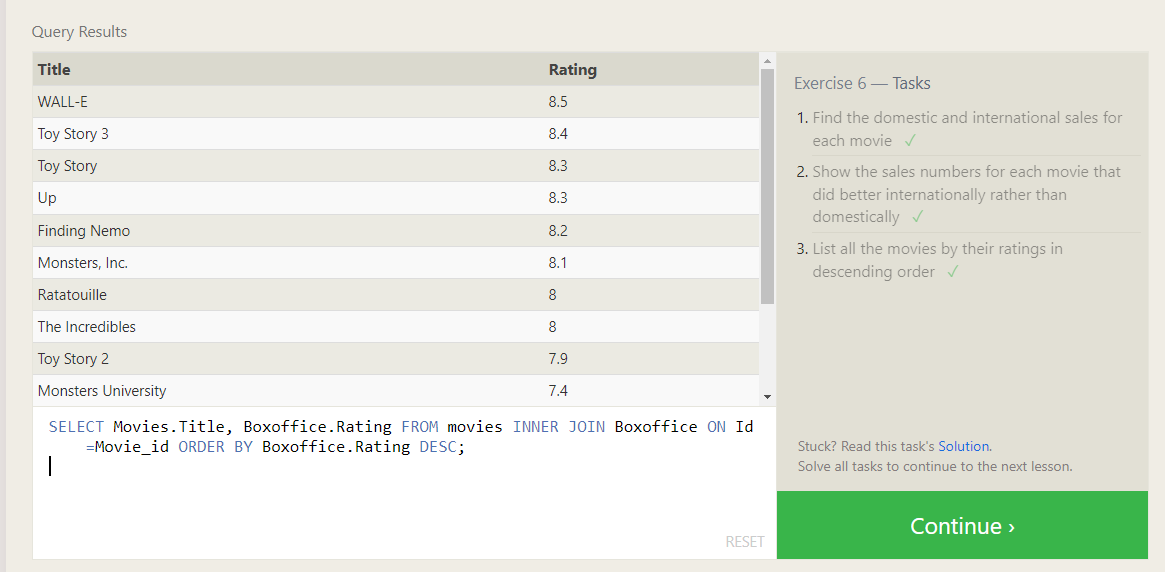 Query Results
Title Rating
WALL-E 8.5
Toy Story 3 8.4
Toy Story 8.3
Up 8.3
Finding Nemo 8.2
Monsters, Inc. 8.1
Ratatouille 8
The Incredibles 8
Toy Story 2 7.9
Monsters University 7.4
SELECT Movies.Title, Boxoffice.Rating FROM movies INNER JOIN Boxoffice ON Id
=Movie_id ORDER BY Boxoffice.Rating DESC;
RESET
Exercise 6 — Tasks
1. Find the domestic and international sales for
each movie ✓
2. Show the sales numbers for each movie that
did better internationally rather than
domestically ✓
3. List all the movies by their ratings in
descending order ✓
Stuck? Read this task's Solution.
Solve all tasks to continue to the next lesson.
Continue ›